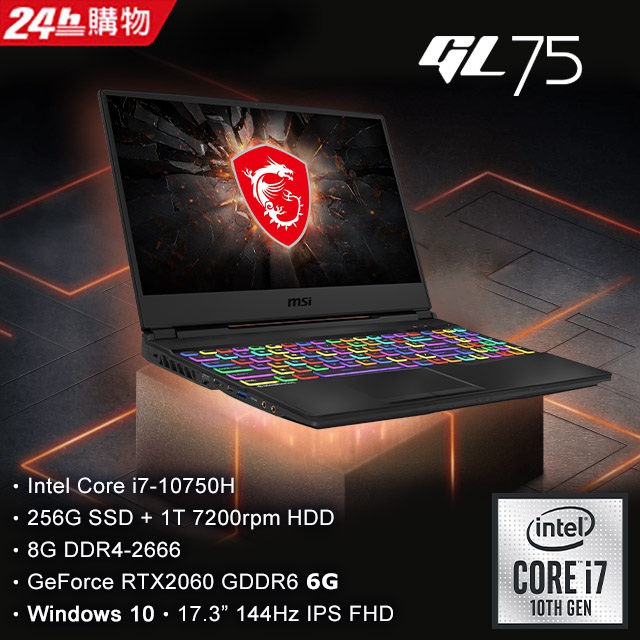 24h購物
GL75
msi
• Intel Core i7-10750H
• 256G SSD + 1T 7200rpm HDD
• 8G DDR4-2666
• GeForce RTX2060 GDDR6 6G
• Windows 10 • 17.3” 144Hz IPS FHD
intel
CORE i7
10TH GEN